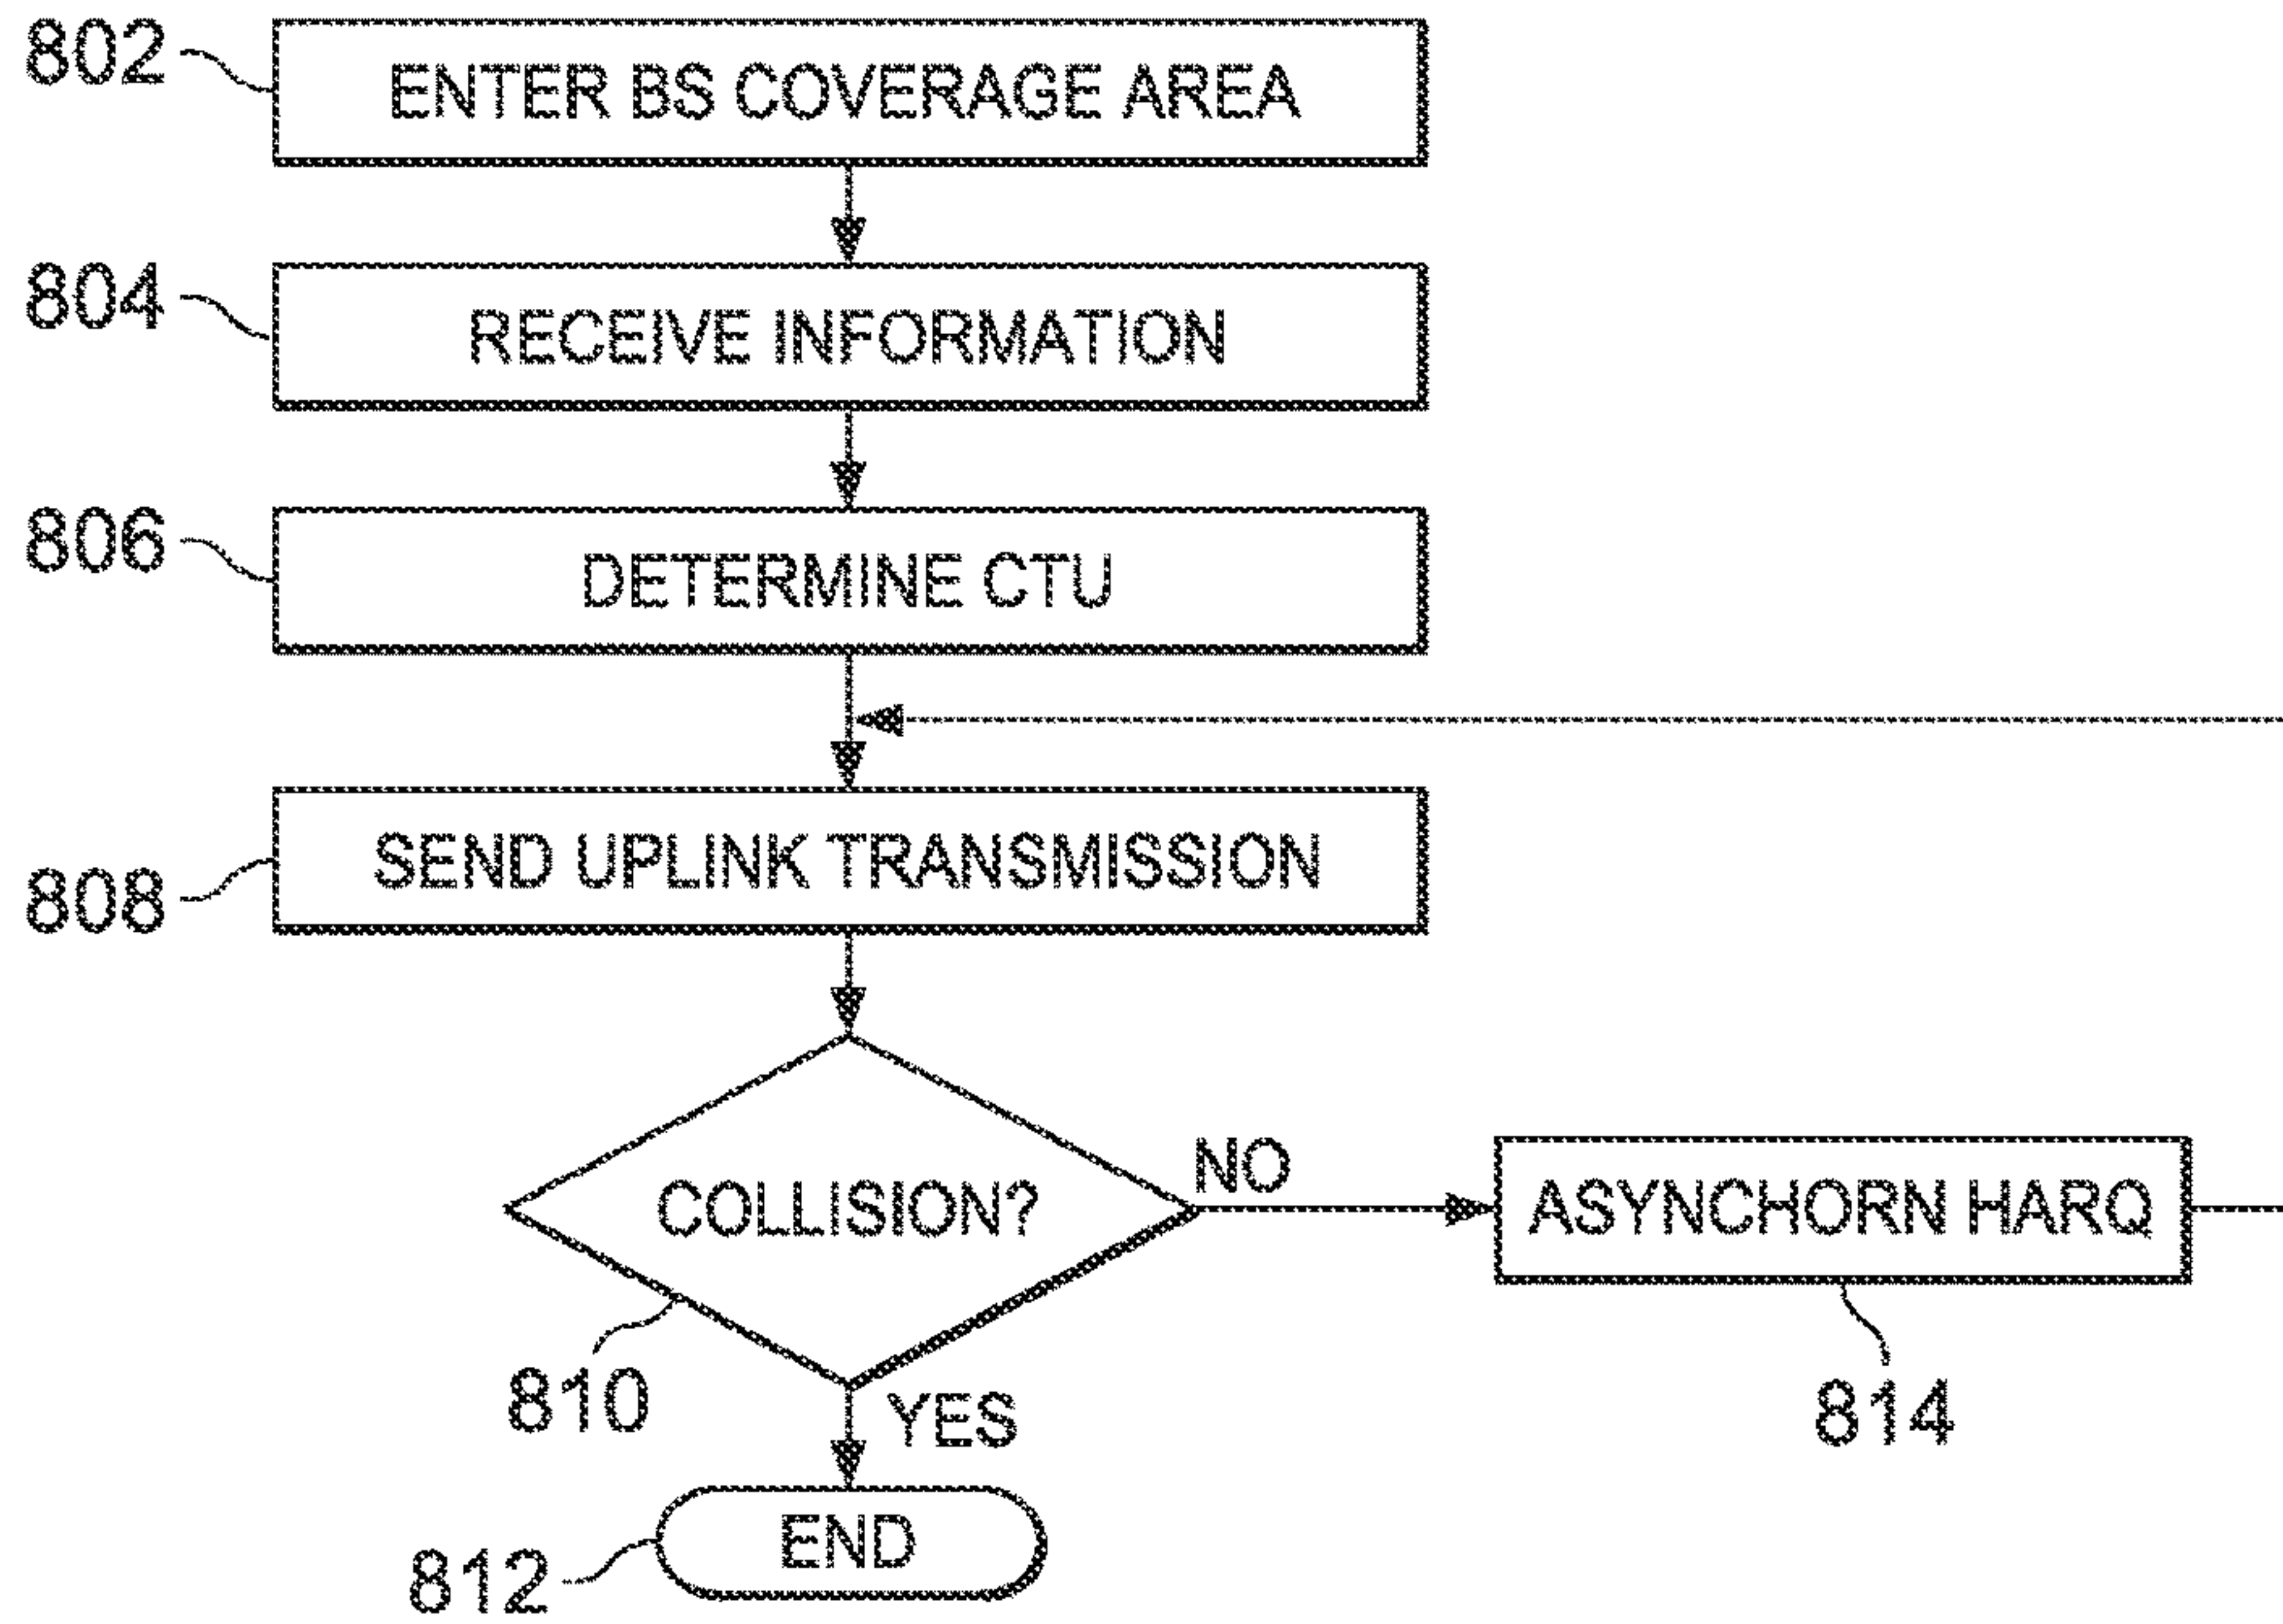 802
ENTER BS COVERAGE AREA
804
RECEIVE INFORMATION
806
DETERMINE CTU
808
SEND UPLINK TRANSMISSION
COLLISION?
NO
ASYNCHORN HARQ
810
YES
814
END
812